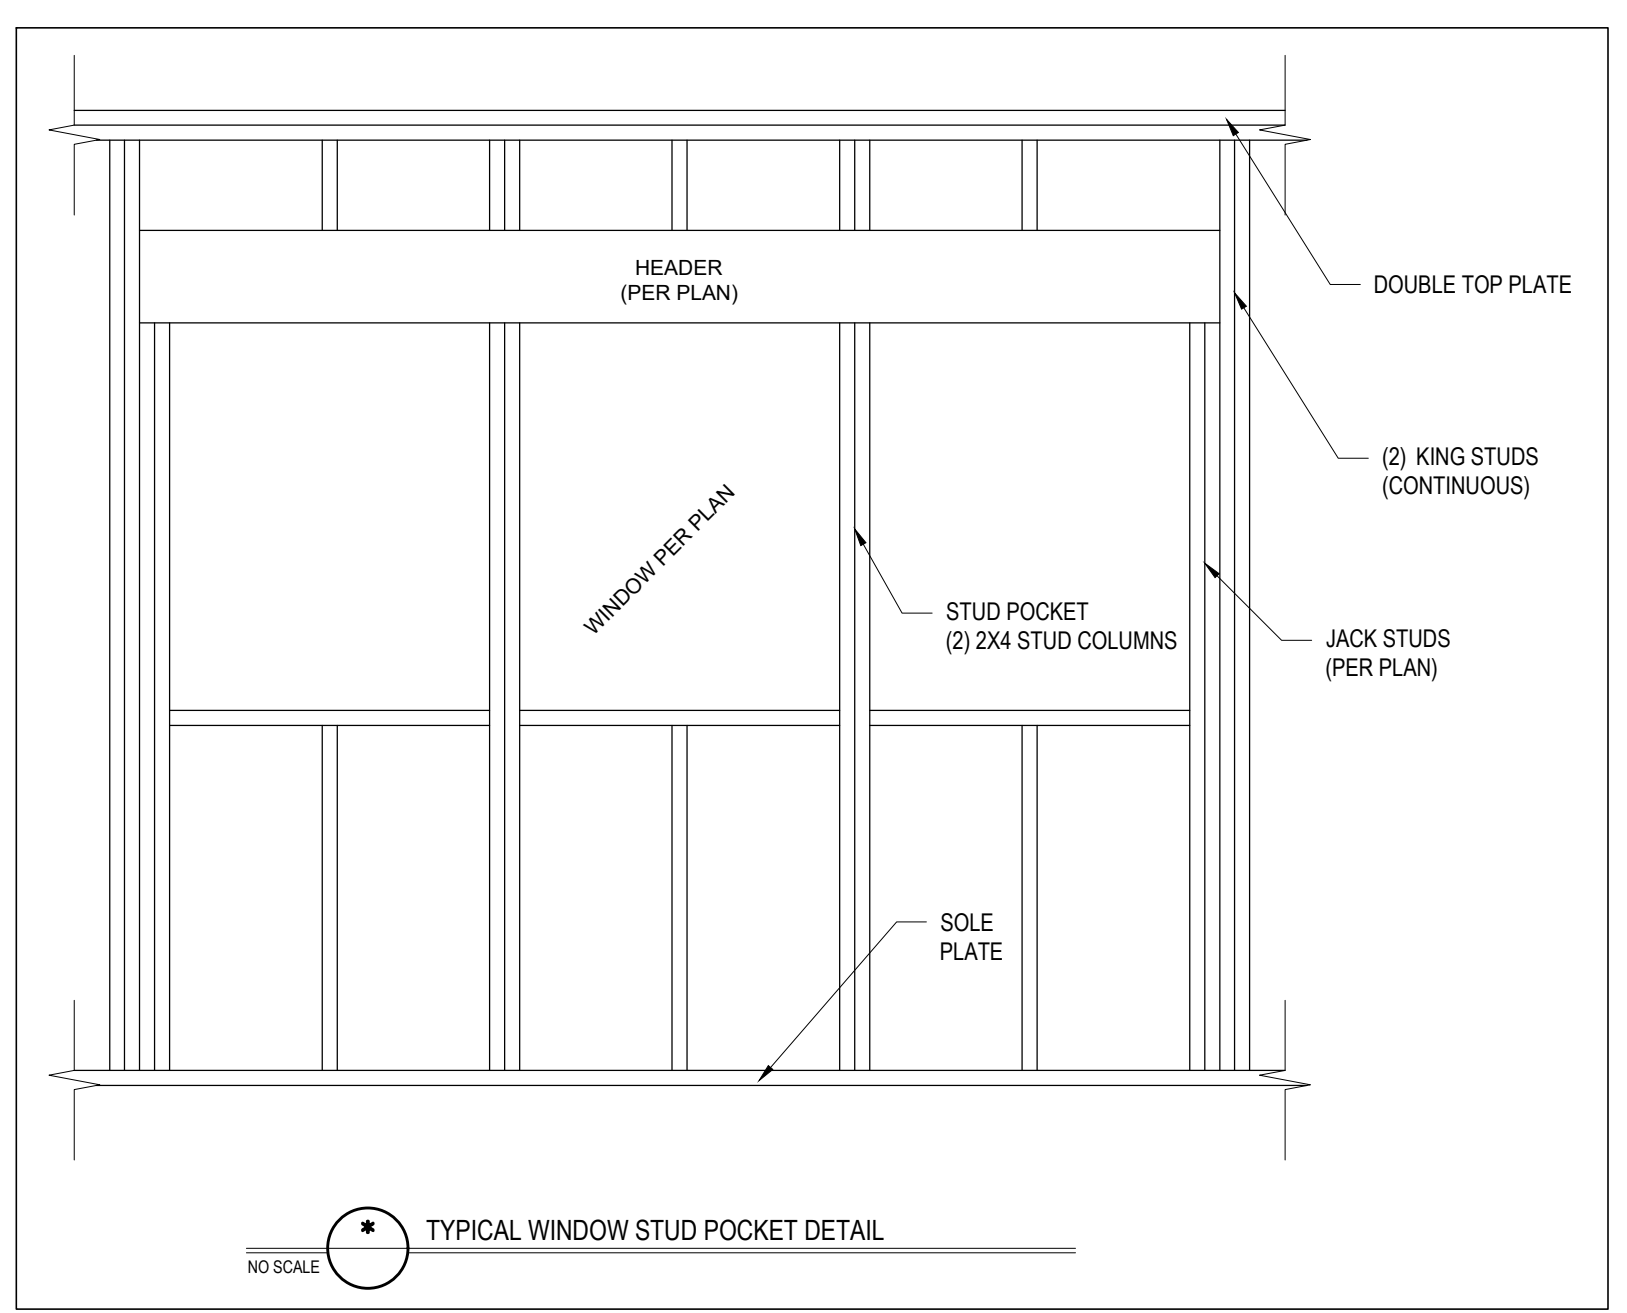 HEADER
(PER PLAN)
DOUBLE TOP PLATE
(2) KING STUDS
(CONTINUOUS)
WINDOW PER PLAN
STUD POCKET
(2) 2X4 STUD COLUMNS
JACK STUDS
(PER PLAN)
SOLE
PLATE
*
TYPICAL WINDOW STUD POCKET DETAIL
NO SCALE